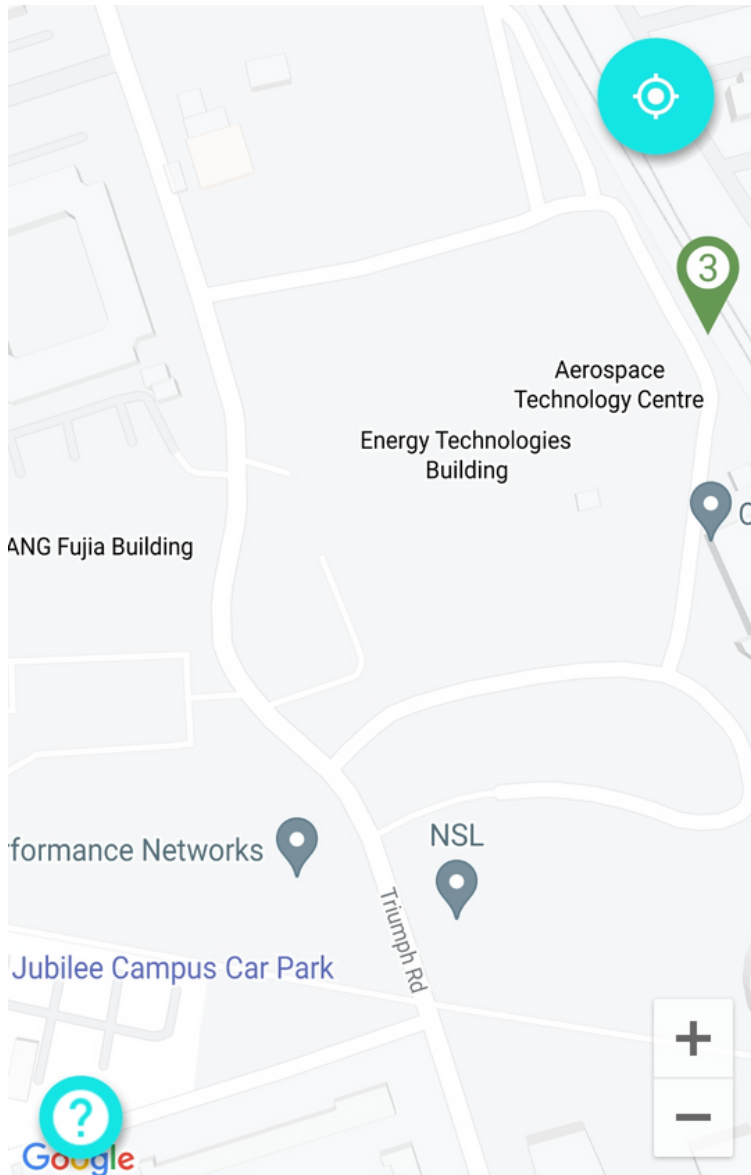 3
Aerospace
Technology Centre
Energy Technologies
Building
C
ANG Fujia Building
NSL
rformance Networks
Triumph Rd
Jubilee Campus Car Park
+
−
?
Google